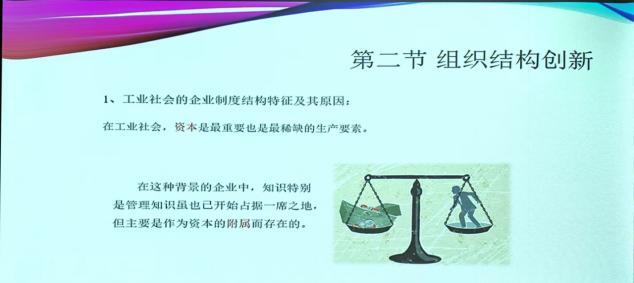 第二节 组织结构创新
1、工业社会的企业制度结构特征及其原因：
在工业社会，资本是最重要也是最稀缺的生产要素。
在这种背景的企业中，知识特别
是管理知识虽也已开始占据一席之地，
但主要是作为资本的附属而存在的。